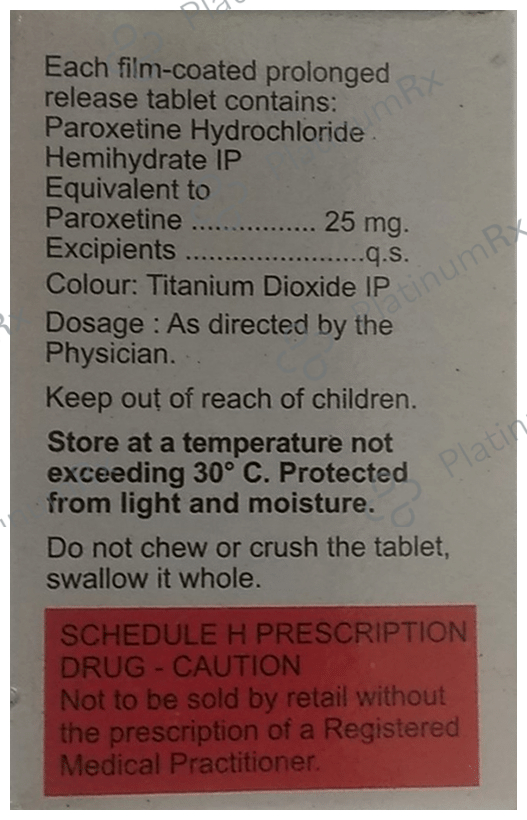 Each film-coated prolonged
release tablet contains:
Paroxetine Hydrochloride
Hemihydrate IP
Equivalent to
Paroxetine ................ 25 mg.
Excipients .......................q.s.
Colour: Titanium Dioxide IP
Dosage : As directed by the
Physician.
Keep out of reach of children.
Store at a temperature not
exceeding 30° C. Protected
from light and moisture.
Do not chew or crush the tablet,
swallow it whole.
SCHEDULE H PRESCRIPTION
DRUG - CAUTION
Not to be sold by retail without
the prescription of a Registered
Medical Practitioner.
PlatinumRx
PlatinumRx
Platin